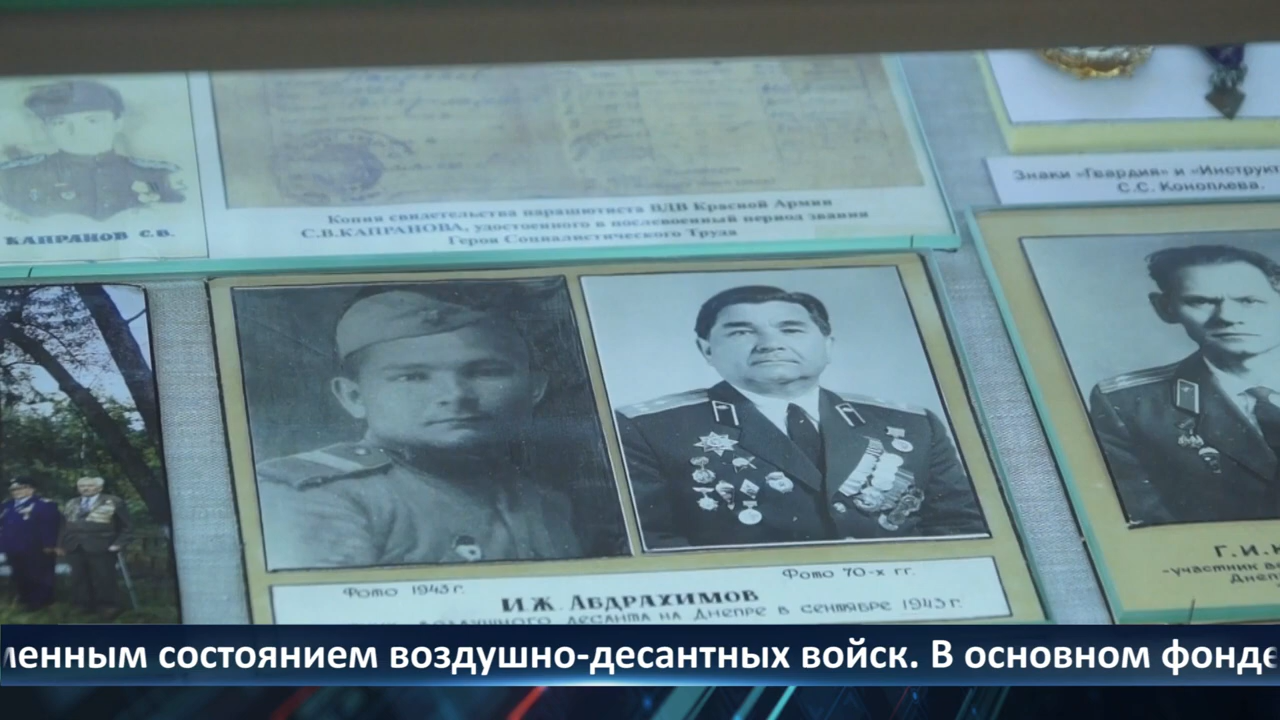 Копия свидетельства парашютиста ВДВ Красной Армии
С.В.КАПРАНОВА, удостоенного в послевоенный период звания
Героя Социалистического Труда
КАПРАНОВ С.В.
Знаки «Гвардия» и «Инструкт
С.С. Коноплева.
Фото 1943 г.
Фото 70-х гг.
И.Ж. АБДРАХИМОВ
ДЕСАНТА НА ДНЕПРЕ В СЕНТЯБРЕ 1943 Г.
Г.И.
-участник
Днеп
менным состоянием воздушно-десантных войск. В основном фонде